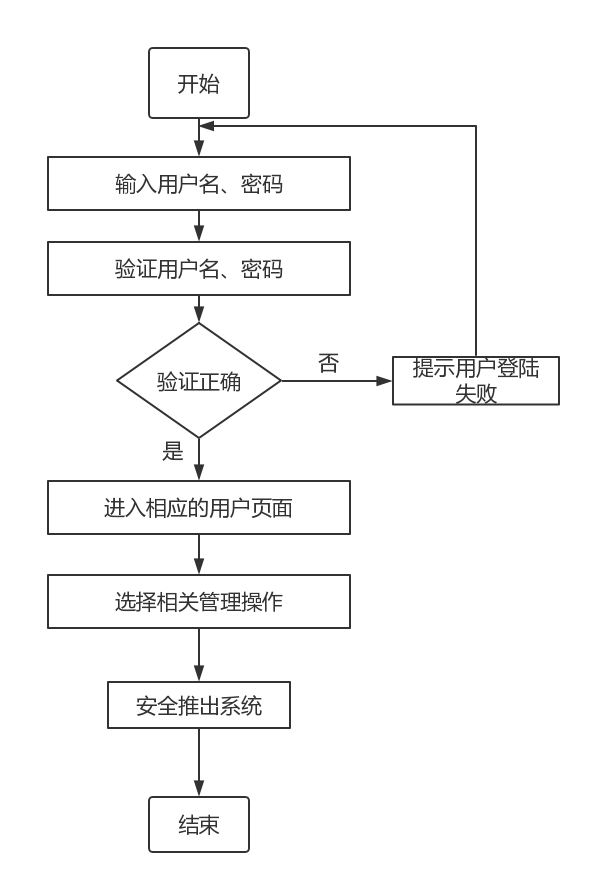 开始
输入用户名、密码
验证用户名、密码
验证正确
否
提示用户登陆
失败
是
进入相应的用户页面
选择相关管理操作
安全推出系统
结束